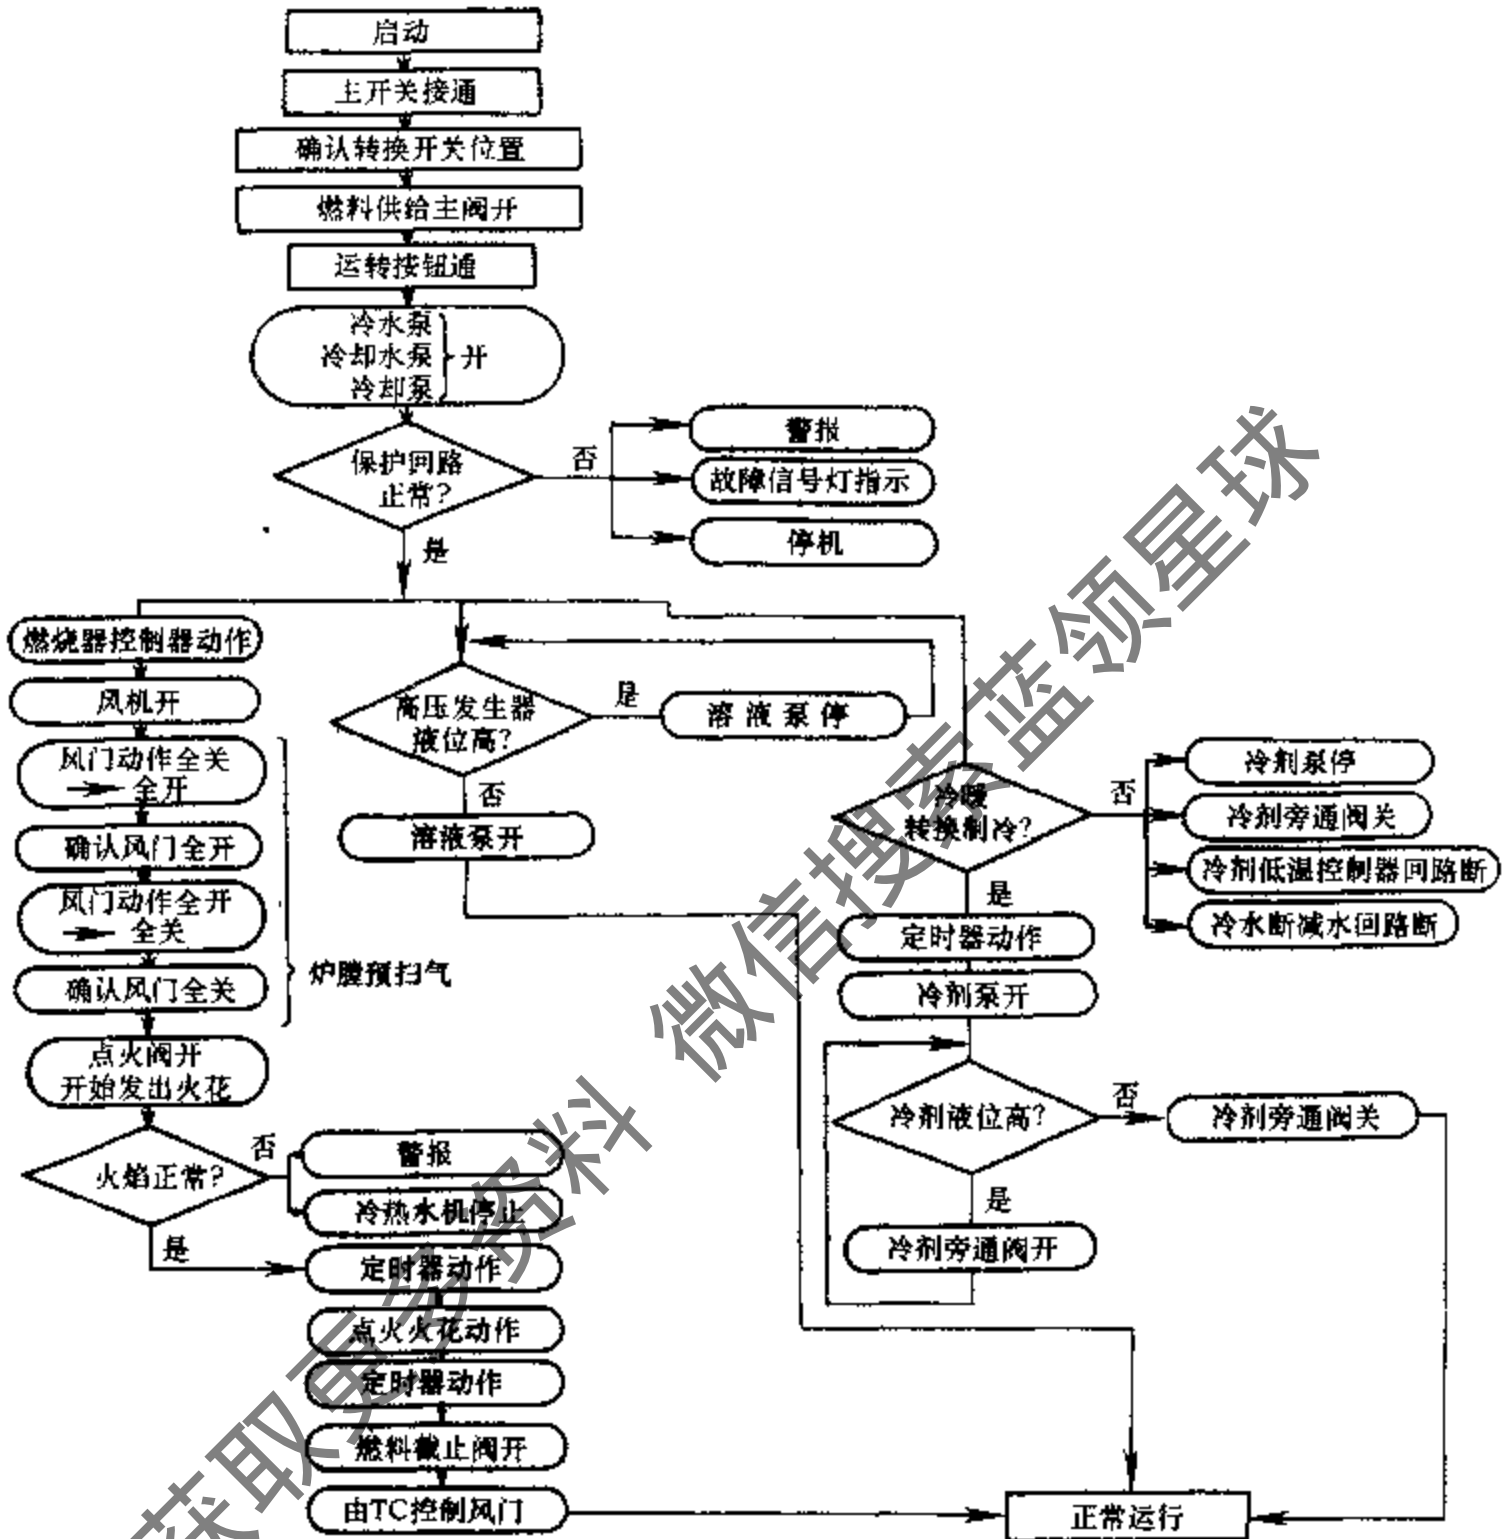 启动
主开关接通
确认转换开关位置
燃料供给主阀开
运转按钮通
冷水泵
冷却水泵
冷却泵
开
保护回路
正常?
否
警报
故障信号灯指示
停机
是
燃烧器控制器动作
风机开
风门动作全关
全开
确认风门全开
风门动作全开
全关
确认风门全关
炉膛预扫气
点火阀开
开始发出火花
火焰正常?
否
警报
冷热水机停止
是
定时器动作
点火火花动作
定时器动作
燃料截止阀开
由TC控制风门
高压发生器
液位高?
是
溶液泵停
否
溶液泵开
冷暖
转换制冷?
否
冷剂泵停
冷剂旁通阀关
冷剂低温控制器回路断
冷水断减水回路断
是
定时器动作
冷剂泵开
冷剂液位高?
否
冷剂旁通阀关
是
冷剂旁通阀开
正常运行
获取更多资料 微信搜索蓝领星球